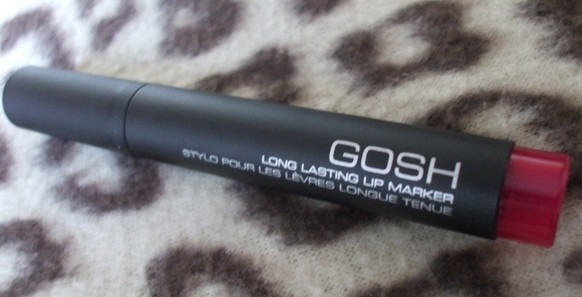 GOSH
LONG LASTING LIP MARKER
STYLO POUR LES LÈVRES LONGUE TENUE